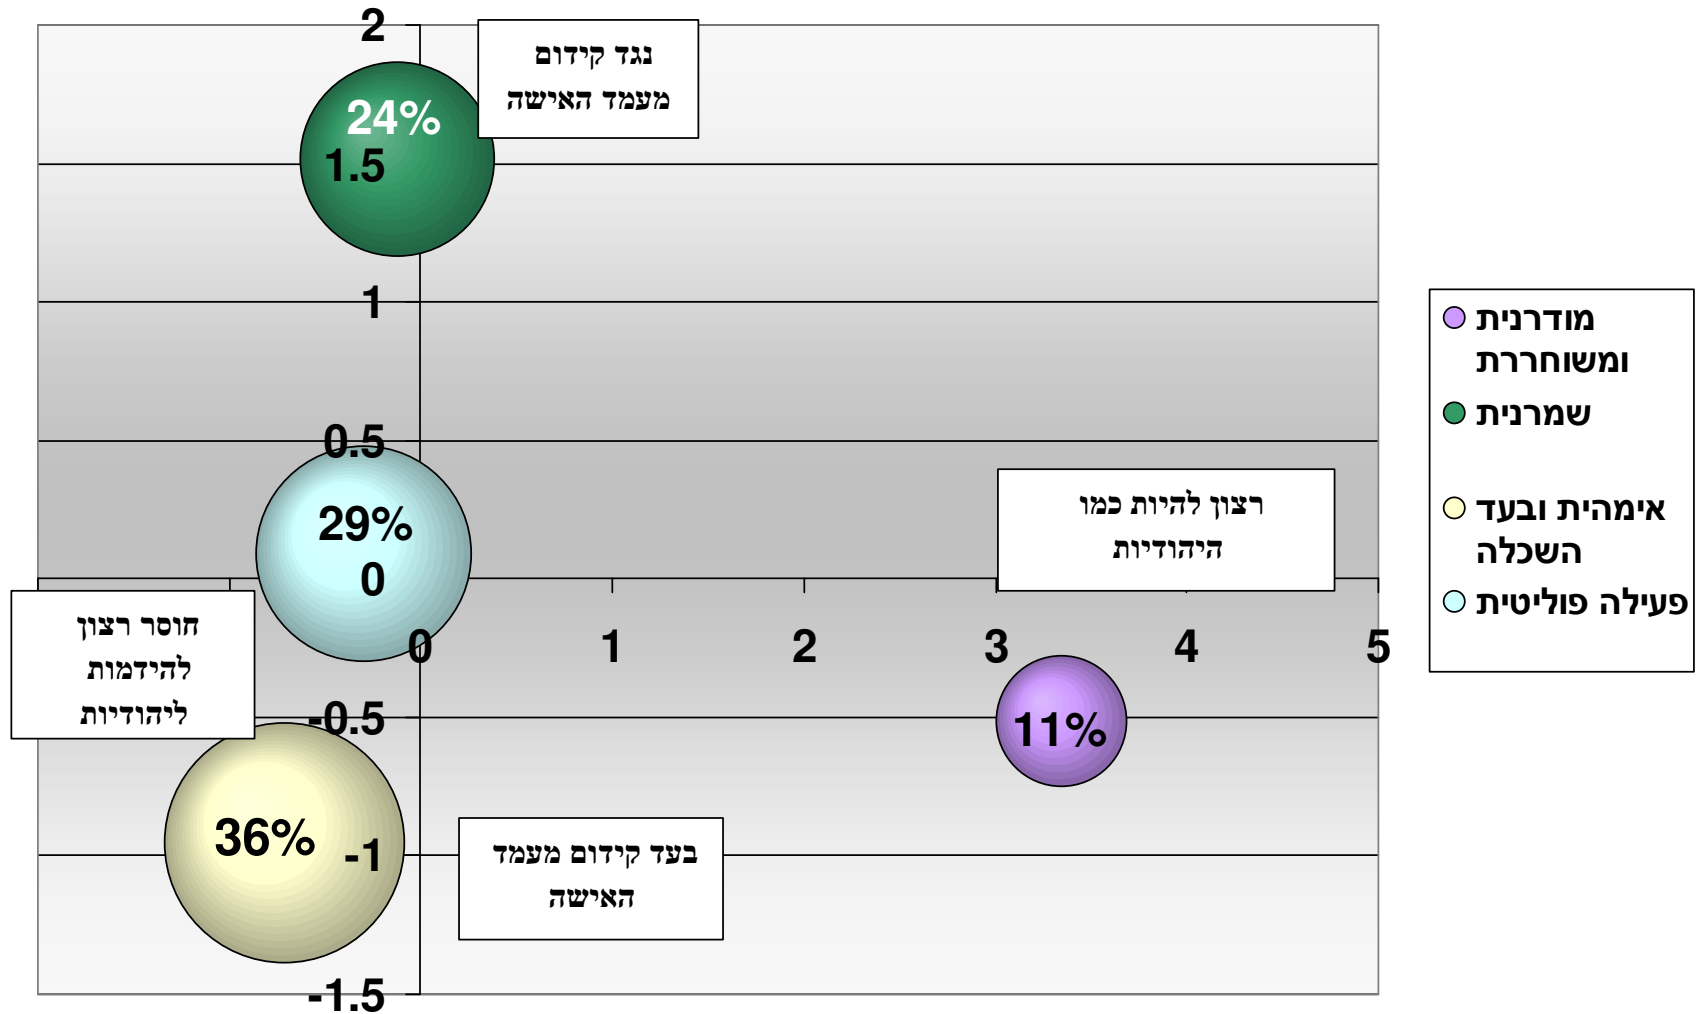 2
נגד קידום
מעמד האישה
24%
1.5
1
0.5
29%
0
רצון להיות כמו
היהודיות
חוסר רצון
להידמות
ליהודיות
0 1 2 3 4 5
-0.5
11%
36%
-1
בעד קידום מעמד
האישה
-1.5
מודרנית
ומשוחררת
שמרנית
אימהית ובעד
השכלה
פעילה פוליטית